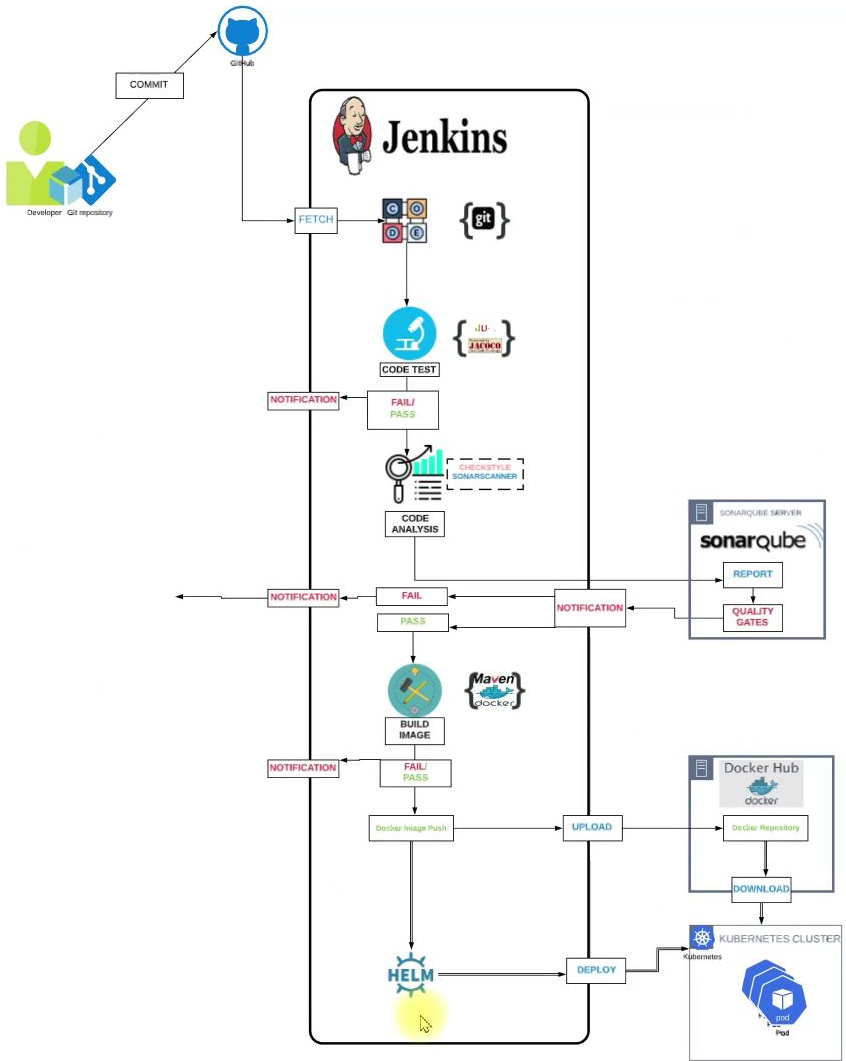 GitHub
COMMIT
Developer
Git repository
Jenkins
FETCH
C O
D E
{git}
JU
JACOCO
CODE TEST
NOTIFICATION
FAIL/
PASS
CHECKSTYLE
SONARSCANNER
CODE
ANALYSIS
SONARQUBE SERVER
sonarqube
REPORT
QUALITY
GATES
NOTIFICATION
FAIL
NOTIFICATION
PASS
Maven
docker
BUILD
IMAGE
NOTIFICATION
FAIL/
PASS
Docker Hub
docker
Docker Image Push
UPLOAD
Docker Repository
DOWNLOAD
KUBERNETES CLUSTER
Kubernetes
HELM
DEPLOY
pod
Pod